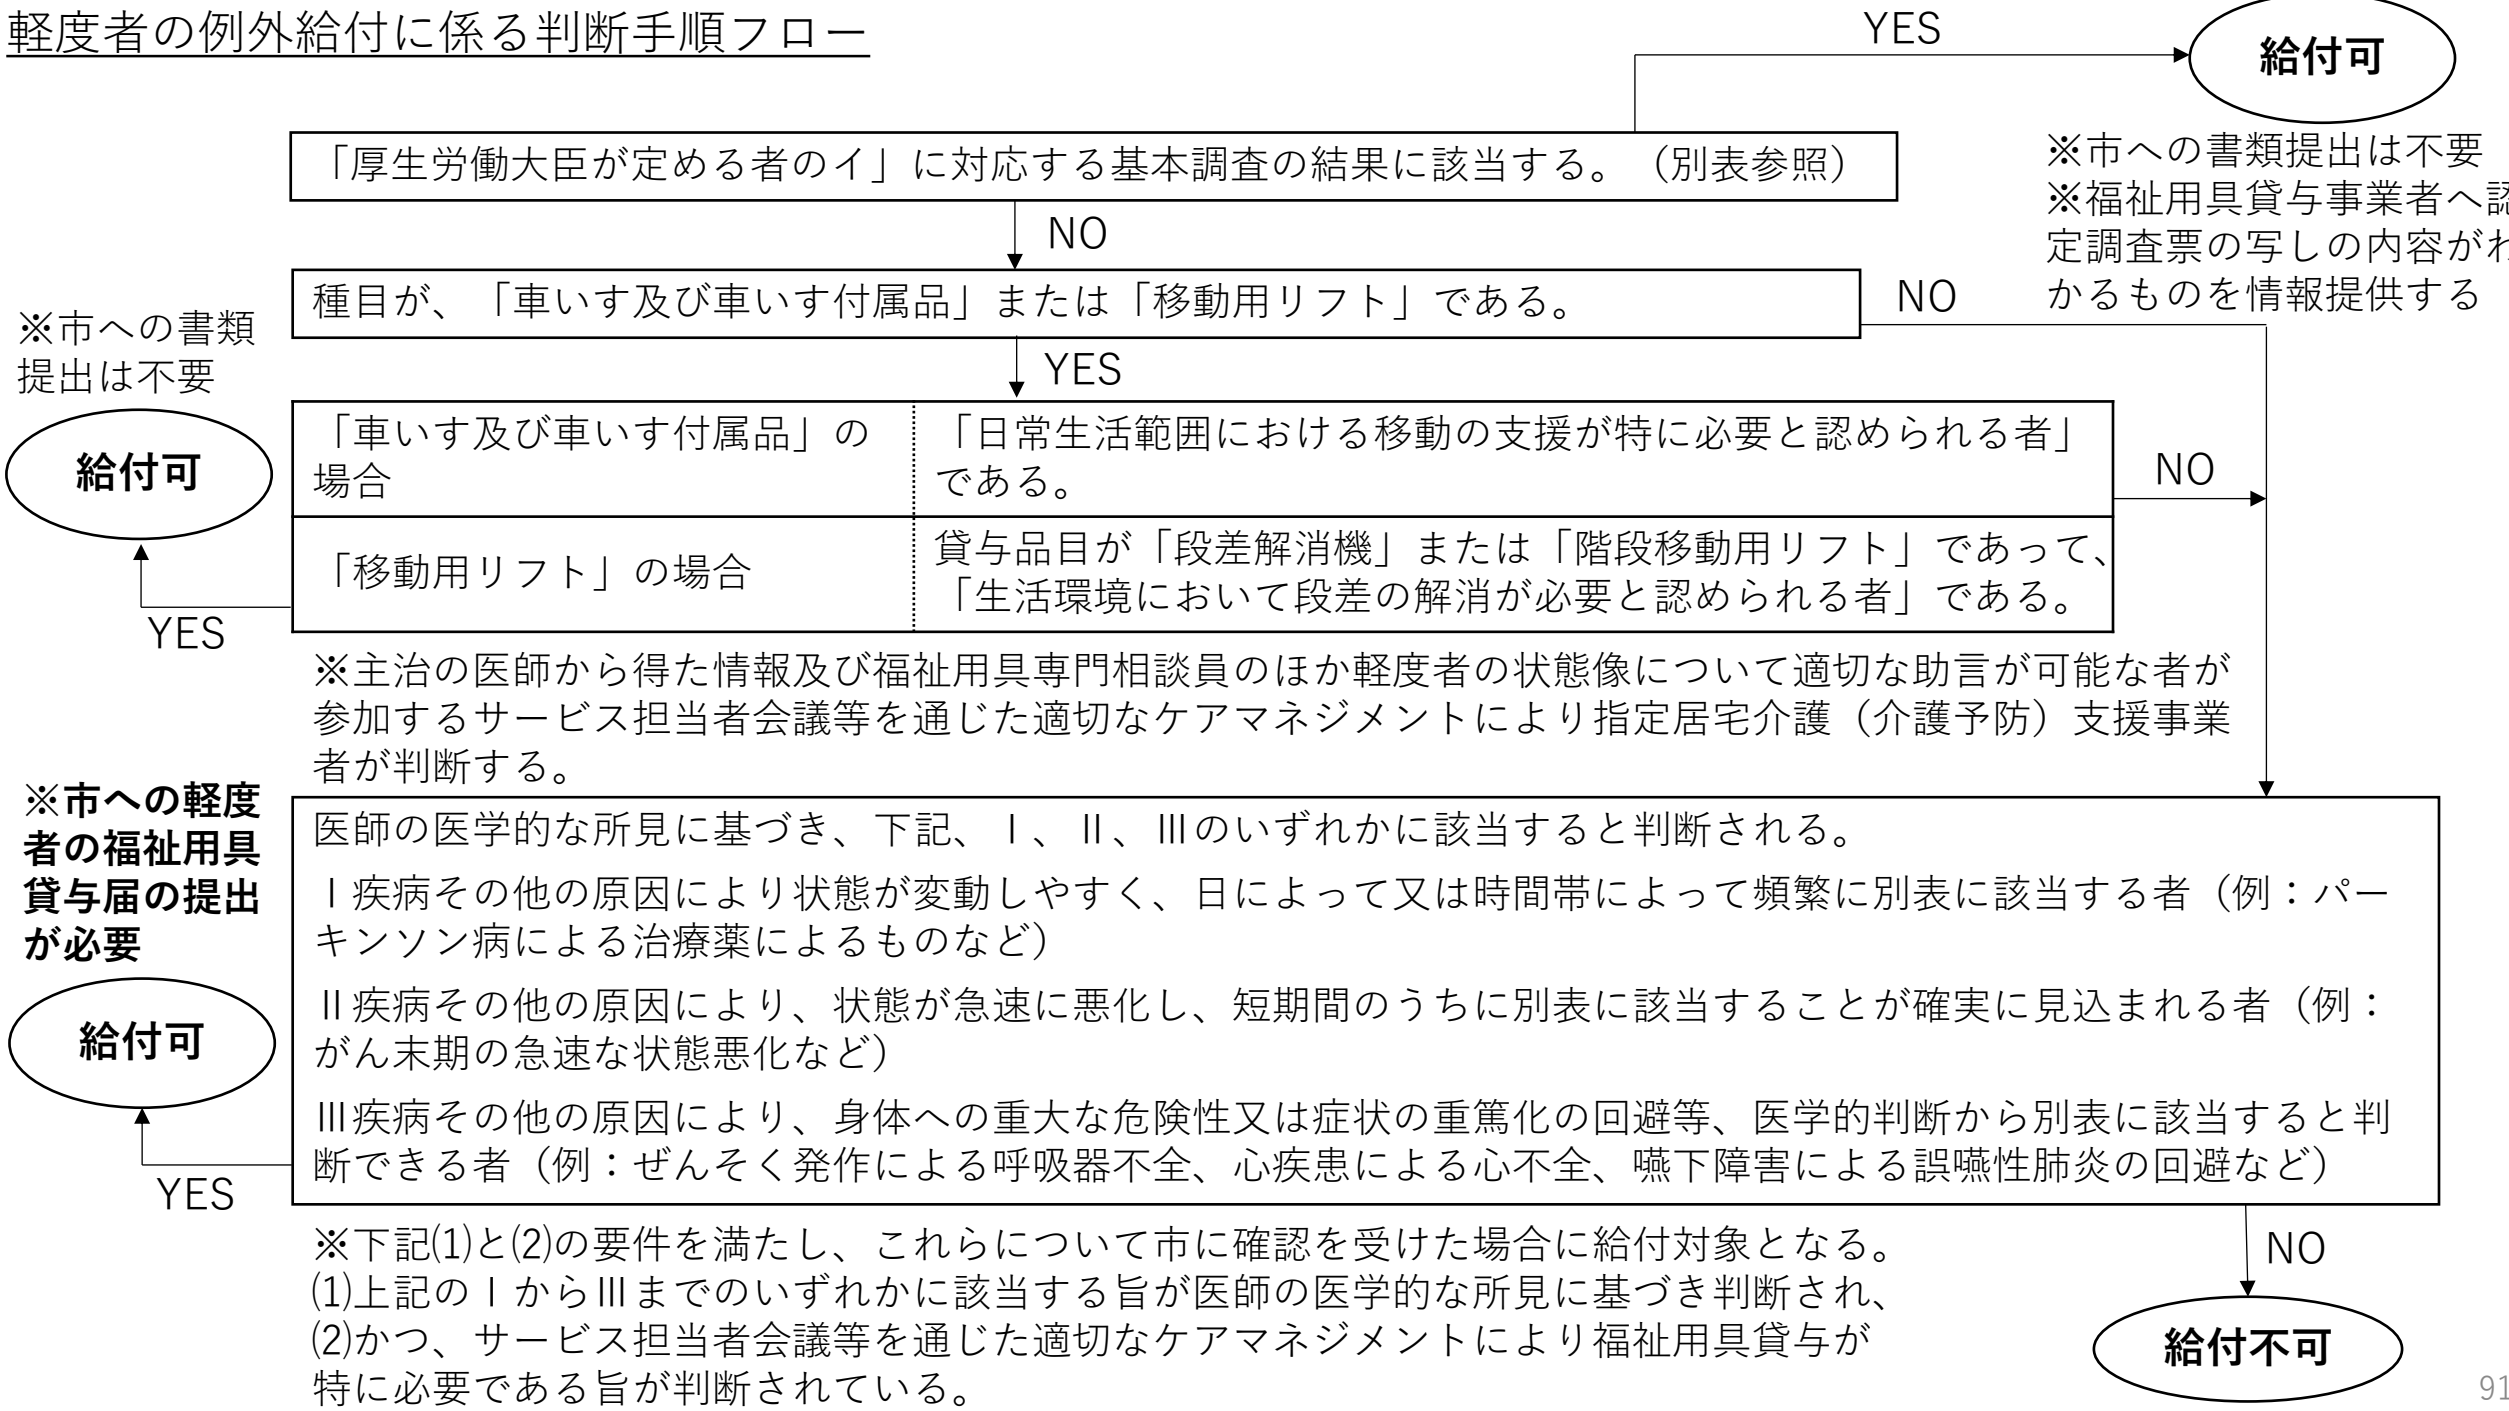 軽度者の例外給付に係る判断手順フロー
YES
給付可
「厚生労働大臣が定める者のイ」に対応する基本調査の結果に該当する。（別表参照）
※市への書類提出は不要
※福祉用具貸与事業者へ認
定調査票の写しの内容がわ
かるものを情報提供する
NO
種目が、「車いす及び車いす付属品」または「移動用リフト」である。
NO
※市への書類
提出は不要
YES
給付可
「車いす及び車いす付属品」の
場合
「日常生活範囲における移動の支援が特に必要と認められる者」
である。
NO
「移動用リフト」の場合
貸与品目が「段差解消機」または「階段移動用リフト」であって、
「生活環境において段差の解消が必要と認められる者」である。
YES
※主治の医師から得た情報及び福祉用具専門相談員のほか軽度者の状態像について適切な助言が可能な者が
参加するサービス担当者会議等を通じた適切なケアマネジメントにより指定居宅介護（介護予防）支援事業
者が判断する。
※市への軽度
者の福祉用具
貸与届の提出
が必要
給付可
YES
医師の医学的な所見に基づき、下記、Ⅰ、Ⅱ、Ⅲのいずれかに該当すると判断される。
Ⅰ疾病その他の原因により状態が変動しやすく、日によって又は時間帯によって頻繁に別表に該当する者（例：パー
キンソン病による治療薬によるものなど）
Ⅱ疾病その他の原因により、状態が急速に悪化し、短期間のうちに別表に該当することが確実に見込まれる者（例：
がん末期の急速な状態悪化など）
Ⅲ疾病その他の原因により、身体への重大な危険性又は症状の重篤化の回避等、医学的判断から別表に該当すると判
断できる者（例：ぜんそく発作による呼吸器不全、心疾患による心不全、嚥下障害による誤嚥性肺炎の回避など）
※下記⑴と⑵の要件を満たし、これらについて市に確認を受けた場合に給付対象となる。
⑴上記のⅠからⅢまでのいずれかに該当する旨が医師の医学的な所見に基づき判断され、
⑵かつ、サービス担当者会議等を通じた適切なケアマネジメントにより福祉用具貸与が
特に必要である旨が判断されている。
NO
給付不可
91